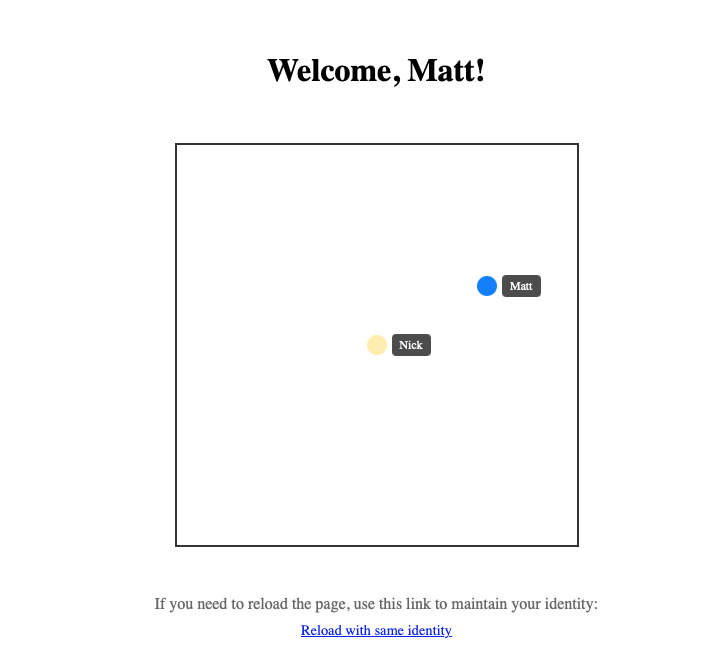 Welcome, Matt!
Matt
Nick
If you need to reload the page, use this link to maintain your identity:
Reload with same identity